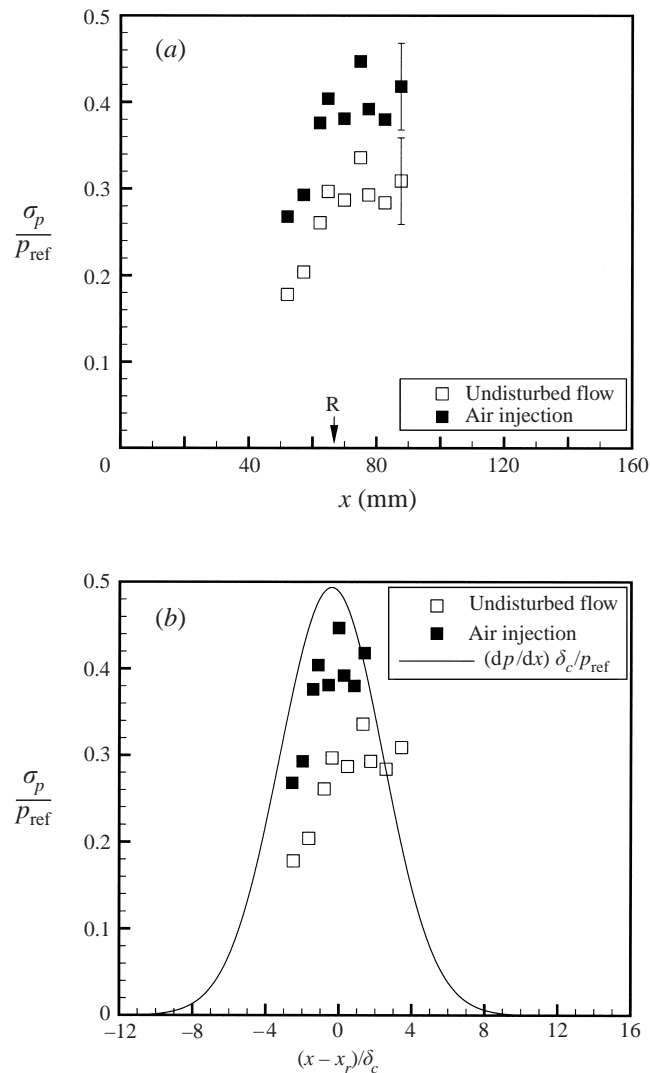 0.5
(a)
0.4
0.3
σp
pref
0.2
0.1
R
Undisturbed flow
Air injection
0
40
80
120
160
x (mm)
0.5
(b)
Undisturbed flow
Air injection
(dp/dx) δc/pref
0.4
0.3
σp
pref
0.2
0.1
0
–12
–8
–4
0
4
8
12
16
(x – xr)/δc